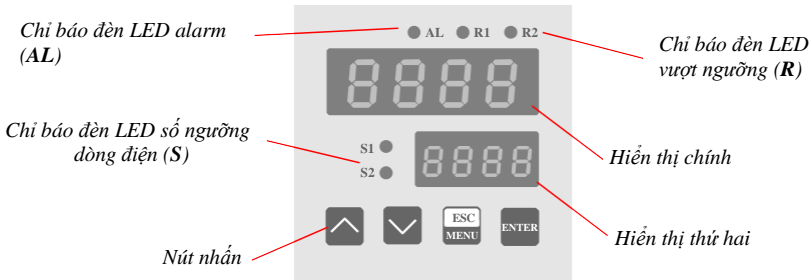 Chỉ báo đèn LED alarm
(AL)
AL R1 R2
Chỉ báo đèn LED
vượt ngưỡng (R)
8888
Chỉ báo đèn LED số ngưỡng
dòng điện (S)
S1
S2
8888
Hiển thị chính
ESC
MENU
ENTER
Hiển thị thứ hai
Nút nhấn